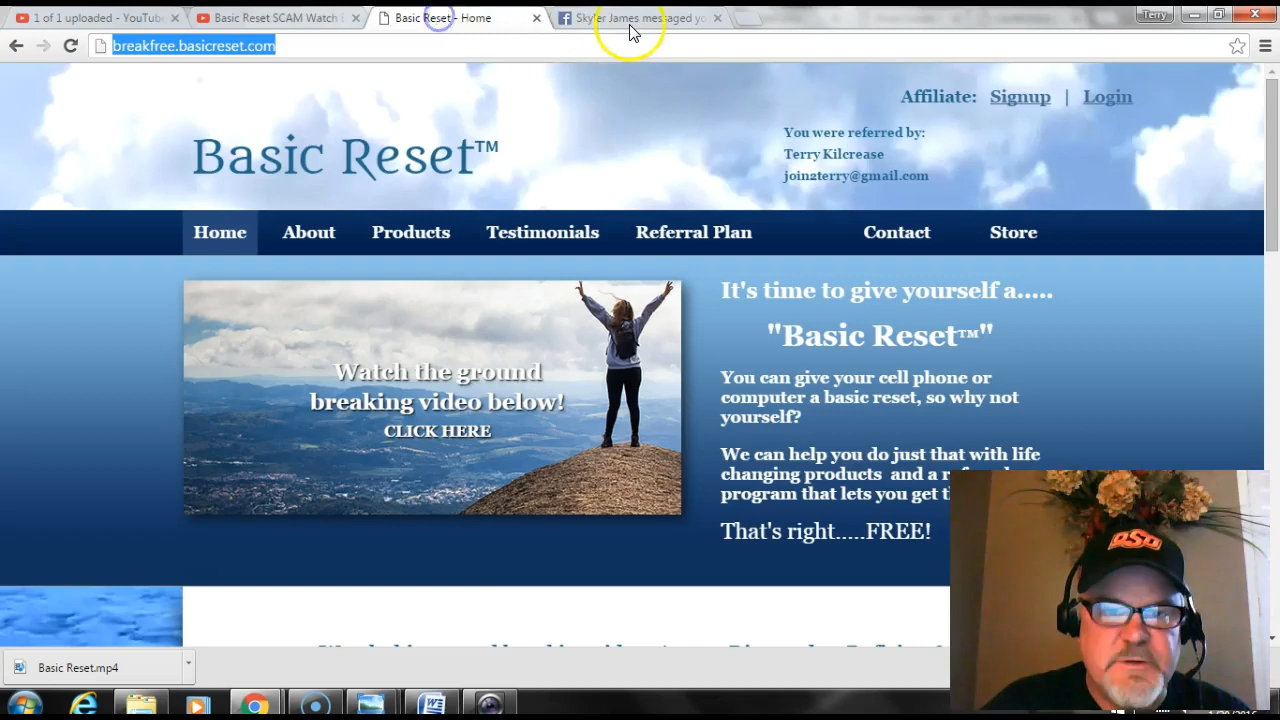 1 of 1 uploaded - YouTube
Basic Reset SCAM Watch
Basic Reset - Home
Skyler James messaged yo
Terry
breakfree.basicreset.com
Affiliate: Signup | Login
Basic Reset™
You were referred by:
Terry Kilcrease
join2terry@gmail.com
Home About Products Testimonials Referral Plan Contact Store
Watch the ground
breaking video below!
CLICK HERE
It's time to give yourself a.....
"Basic Reset™"
You can give your cell phone or
computer a basic reset, so why not
yourself?
We can help you do just that with life
changing products and a
program that lets you get
That's right.....FREE!
OSU
Basic Reset.mp4